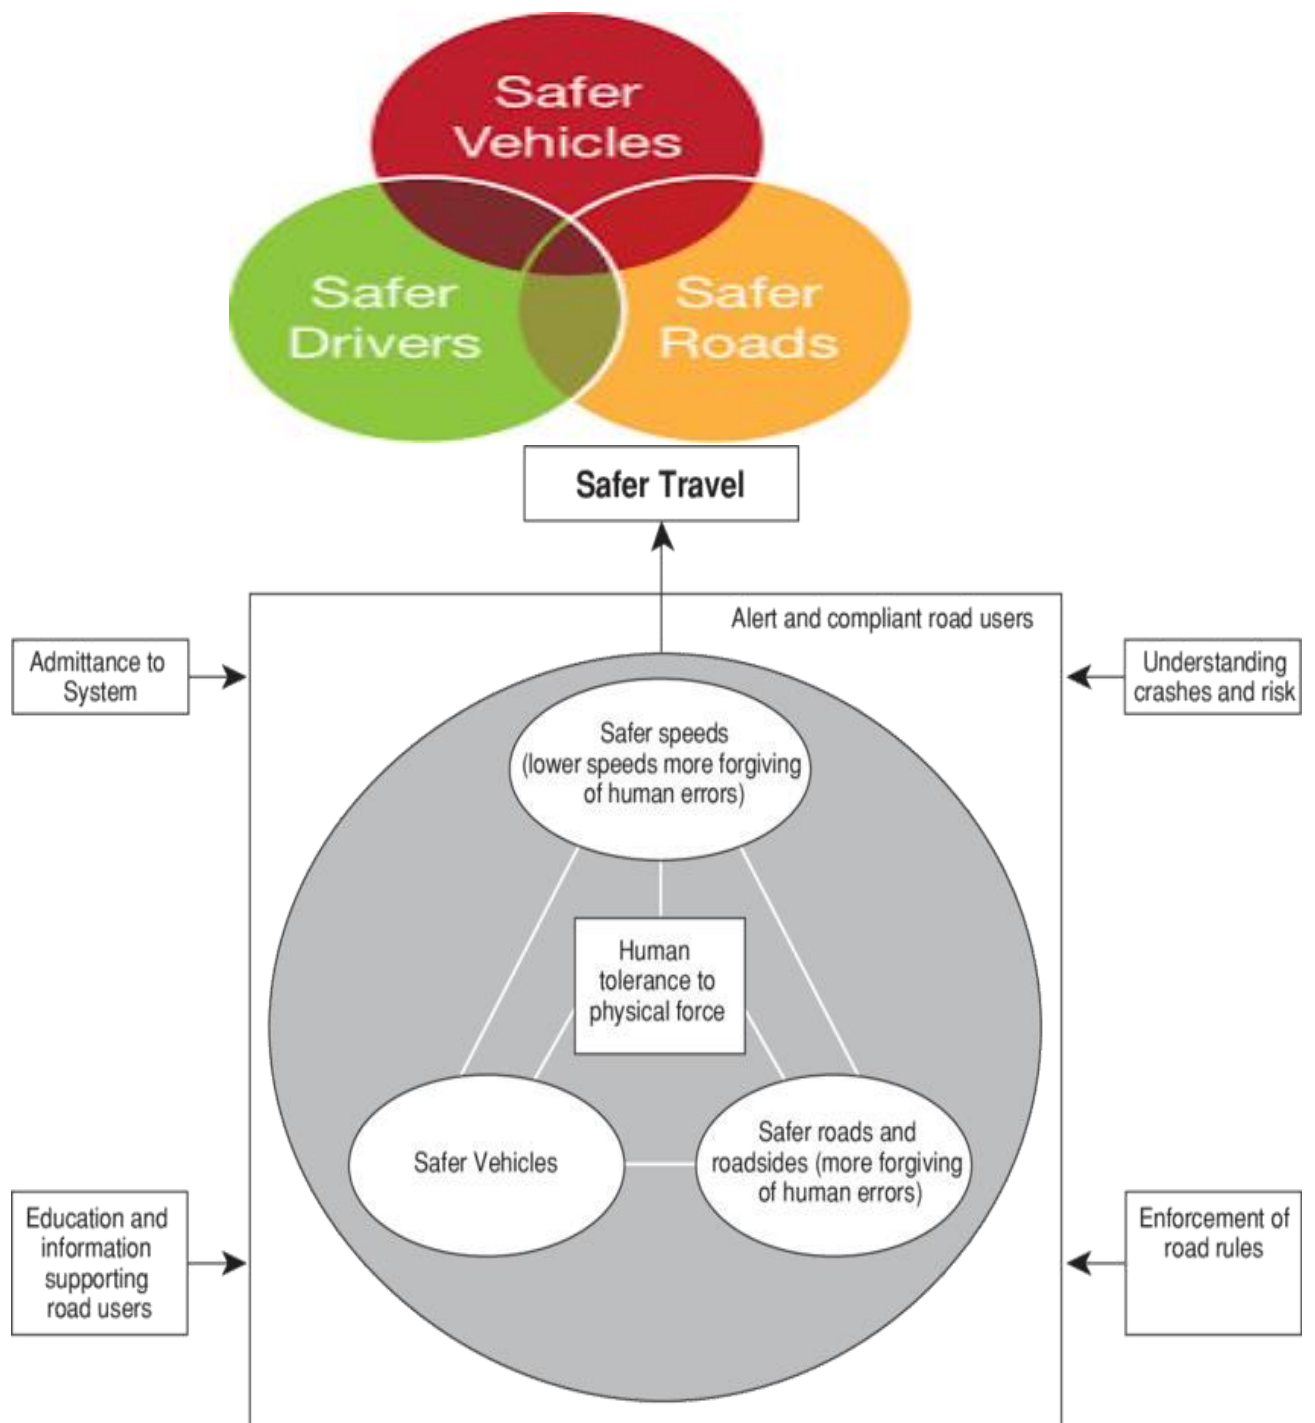 Safer
Vehicles
Safer
Drivers
Safer
Roads
Safer Travel
Alert and compliant road users
Admittance to
System
Understanding
crashes and risk
Safer speeds
(lower speeds more forgiving
of human errors)
Human
tolerance to
physical force
Safer Vehicles
Safer roads and
roadsides (more forgiving
of human errors)
Education and
information
supporting
road users
Enforcement of
road rules